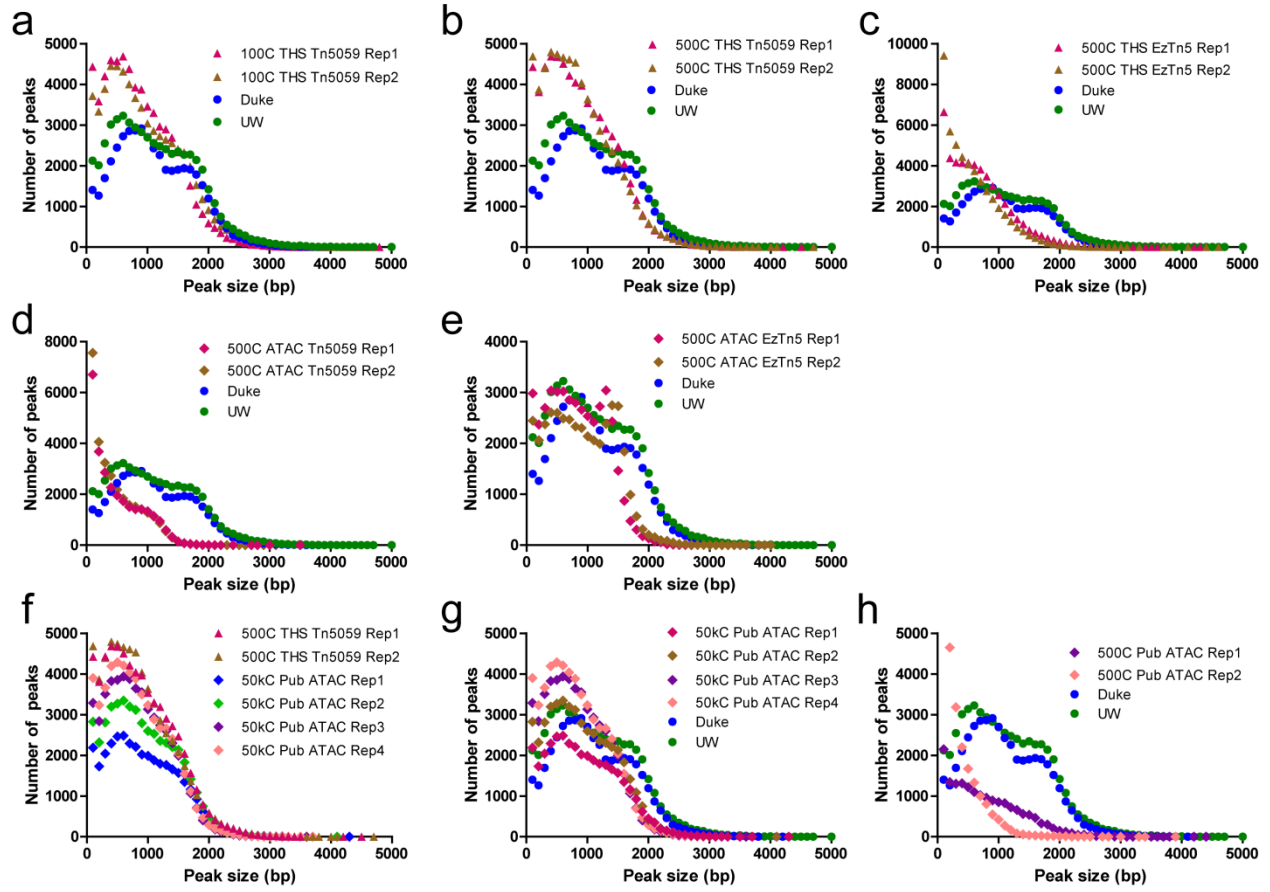 a
5000
4000
3000
2000
1000
0
Number of peaks
0 1000 2000 3000 4000 5000
Peak size (bp)
100C THS Tn5059 Rep1
100C THS Tn5059 Rep2
Duke
UW
b
5000
4000
3000
2000
1000
0
Number of peaks
0 1000 2000 3000 4000 5000
Peak size (bp)
500C THS Tn5059 Rep1
500C THS Tn5059 Rep2
Duke
UW
c
10000
8000
6000
4000
2000
0
Number of peaks
0 1000 2000 3000 4000 5000
Peak size (bp)
500C THS EzTn5 Rep1
500C THS EzTn5 Rep2
Duke
UW
d
8000
6000
4000
2000
0
Number of peaks
0 1000 2000 3000 4000 5000
Peak size (bp)
500C ATAC Tn5059 Rep1
500C ATAC Tn5059 Rep2
Duke
UW
e
4000
3000
2000
1000
0
Number of peaks
0 1000 2000 3000 4000 5000
Peak size (bp)
500C ATAC EzTn5 Rep1
500C ATAC EzTn5 Rep2
Duke
UW
f
5000
4000
3000
2000
1000
0
Number of peaks
0 1000 2000 3000 4000 5000
Peak size (bp)
500C THS Tn5059 Rep1
500C THS Tn5059 Rep2
50kC Pub ATAC Rep1
50kC Pub ATAC Rep2
50kC Pub ATAC Rep3
50kC Pub ATAC Rep4
g
5000
4000
3000
2000
1000
0
Number of peaks
0 1000 2000 3000 4000 5000
Peak size (bp)
50kC Pub ATAC Rep1
50kC Pub ATAC Rep2
50kC Pub ATAC Rep3
50kC Pub ATAC Rep4
Duke
UW
h
5000
4000
3000
2000
1000
0
Number of peaks
0 1000 2000 3000 4000 5000
Peak size (bp)
500C Pub ATAC Rep1
500C Pub ATAC Rep2
Duke
UW